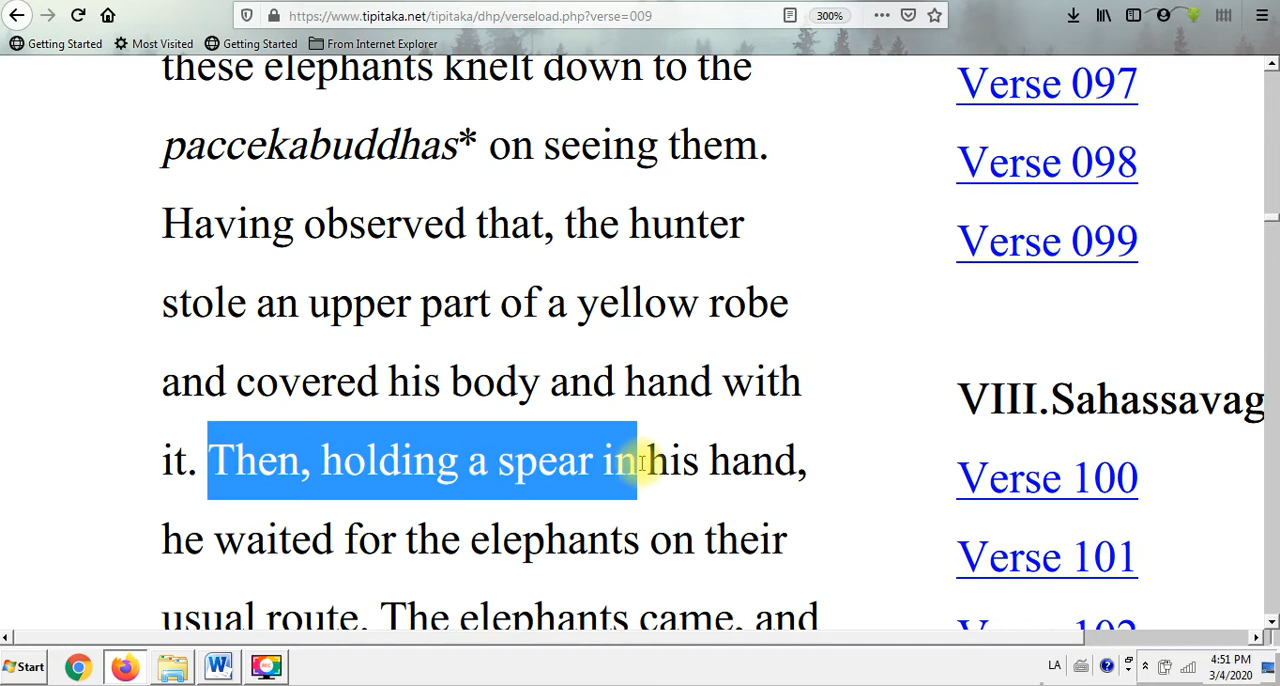 https://www.tipitaka.net/tipitaka/dhp/verseload.php?verse=009
300%
Getting Started
Most Visited
Getting Started
From Internet Explorer
these elephants knelt down to the
paccekabuddhas* on seeing them.
Having observed that, the hunter
stole an upper part of a yellow robe
and covered his body and hand with
it. Then, holding a spear in his hand,
he waited for the elephants on their
usual route. The elephants came, and
Verse 097
Verse 098
Verse 099
VIII.Sahassavag
Verse 100
Verse 101
Verse 102
Start
LA
4:51 PM
3/4/2020